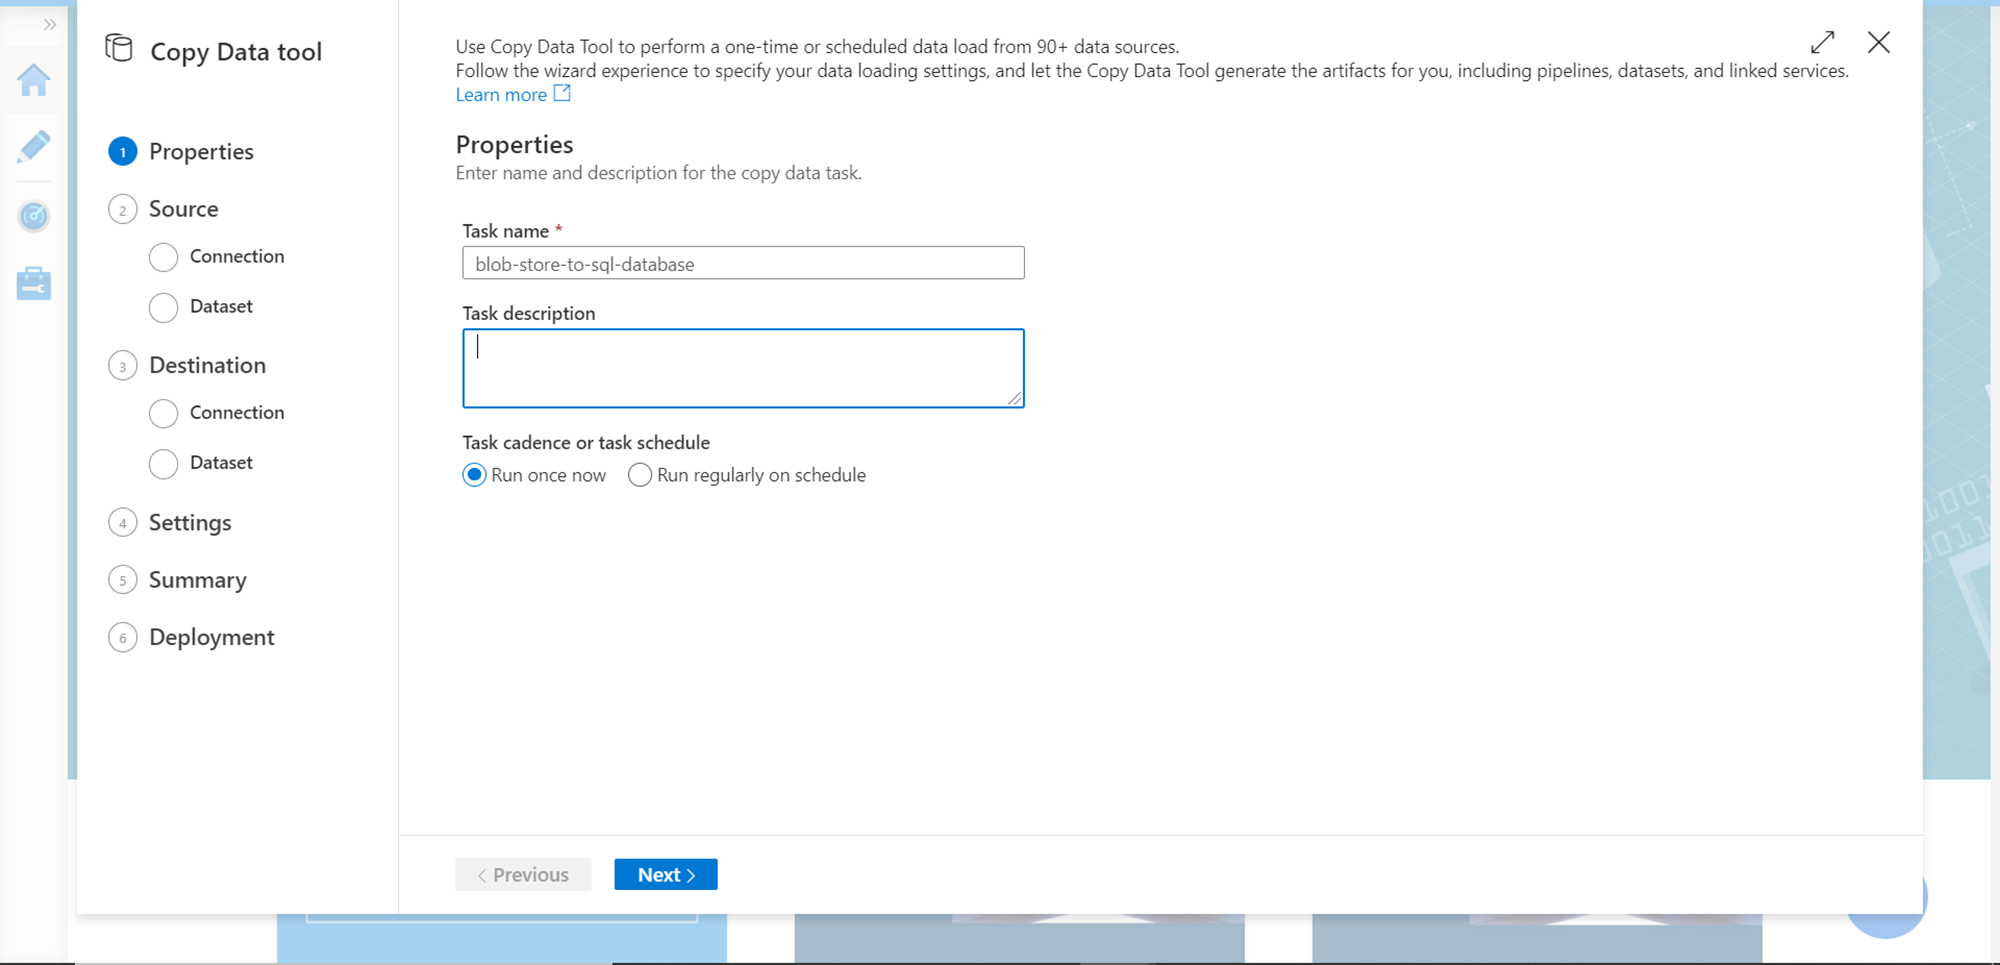 Copy Data tool
1 Properties
2 Source
Connection
Dataset
3 Destination
Connection
Dataset
4 Settings
5 Summary
6 Deployment
Use Copy Data Tool to perform a one-time or scheduled data load from 90+ data sources.
Follow the wizard experience to specify your data loading settings, and let the Copy Data Tool generate the artifacts for you, including pipelines, datasets, and linked services.
Learn more
Properties
Enter name and description for the copy data task.
Task name *
blob-store-to-sql-database
Task description
Task cadence or task schedule
Run once now Run regularly on schedule
< Previous Next >